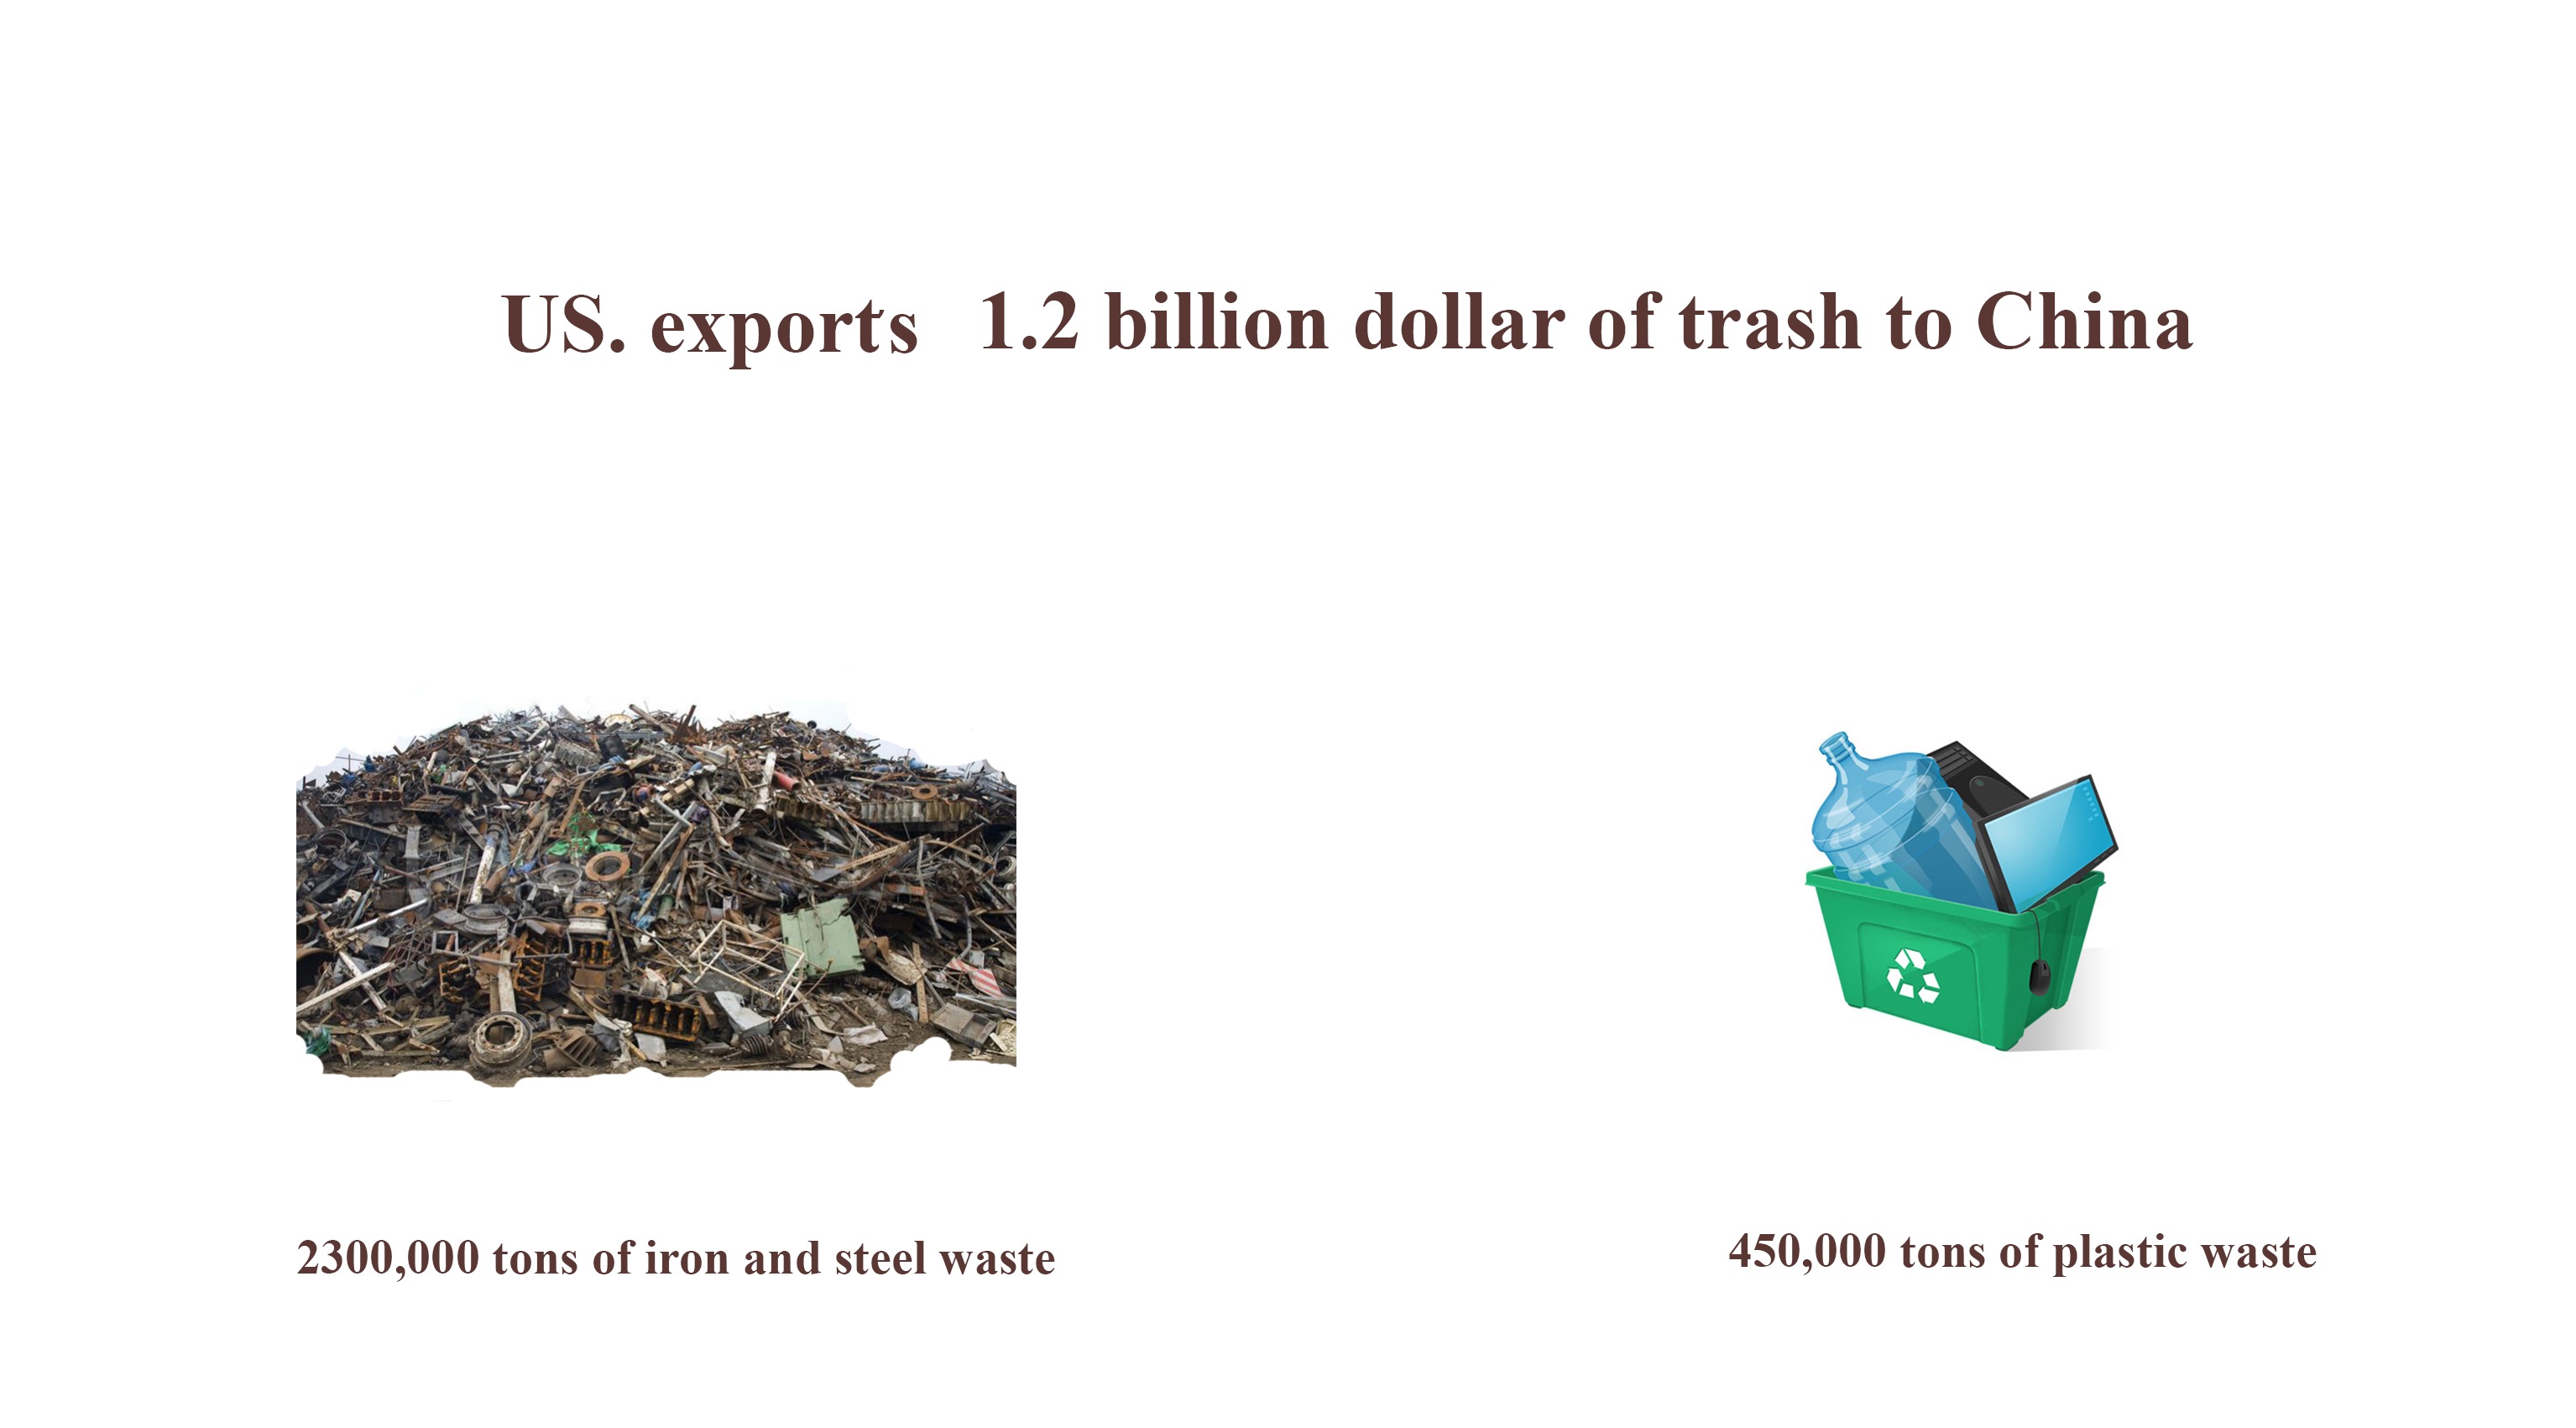 US. exports 1.2 billion dollar of trash to China
2300,000 tons of iron and steel waste
450,000 tons of plastic waste